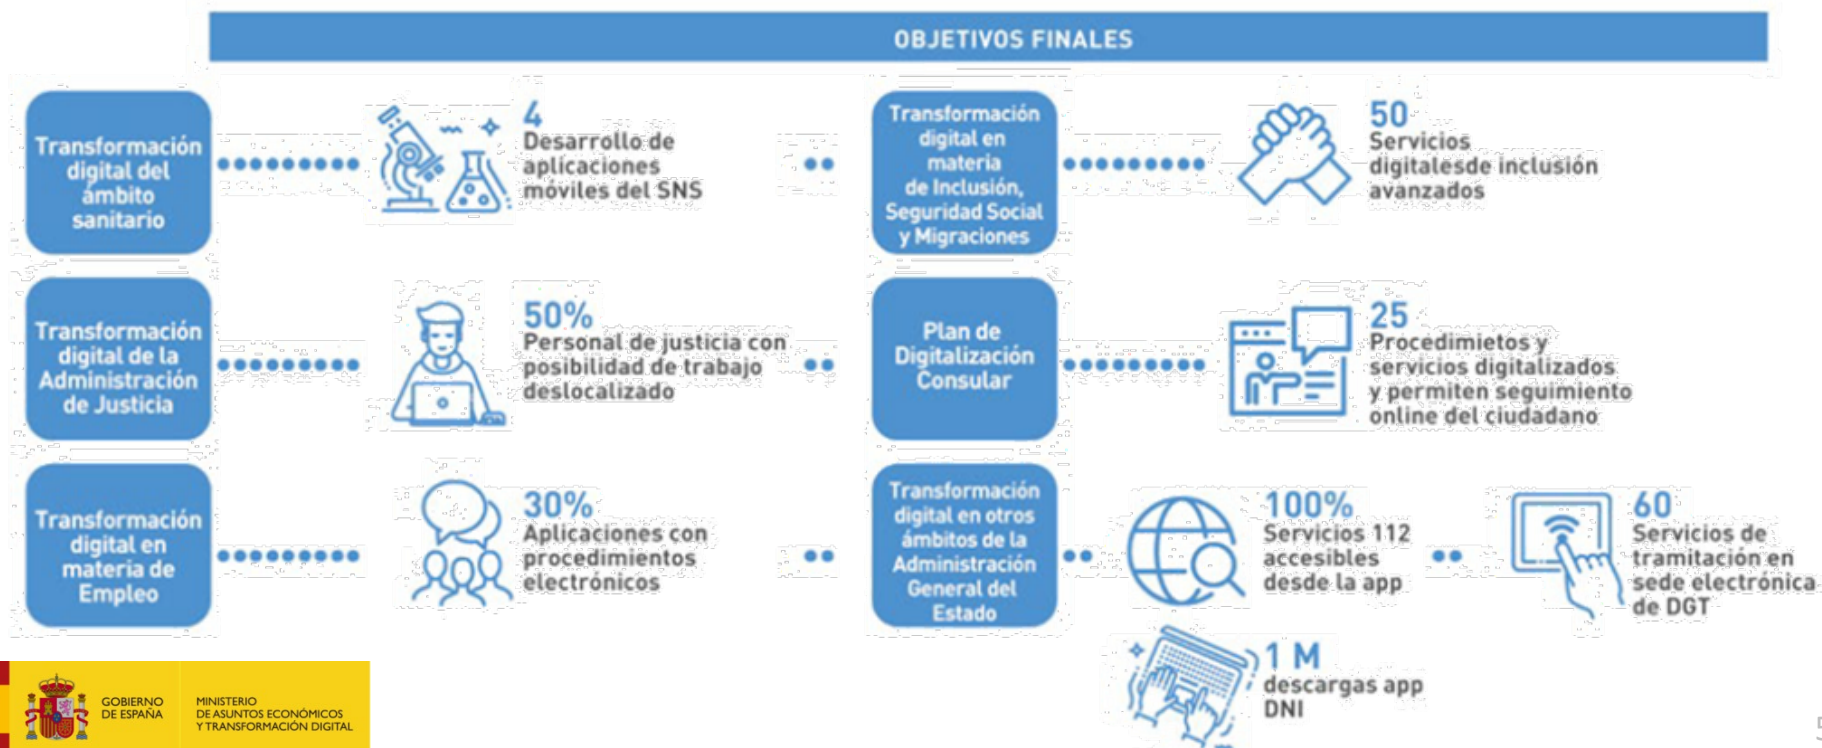 OBJETIVOS FINALES
Transformación
digital del
ámbito
sanitario
4
Desarrollo de
aplicaciones
móviles del SNS
Transformación
digital en
materia
de Inclusión,
Seguridad Social
y Migraciones
50
Servicios
digitalesde inclusión
avanzados
Transformación
digital de la
Administración
de Justicia
50%
Personal de justicia con
posibilidad de trabajo
deslocalizado
Plan de
Digitalización
Consular
25
Procedimietos y
servicios digitalizados
y permiten seguimiento
online del ciudadano
Transformación
digital en
materia de
Empleo
30%
Aplicaciones con
procedimientos
electrónicos
Transformación
digital en otros
ámbitos de la
Administración
General del
Estado
100%
Servicios 112
accesibles
desde la app
60
Servicios de
tramitación en
sede electrónica
de DGT
1 M
descargas app
DNI
GOBIERNO
DE ESPAÑA
MINISTERIO
DE ASUNTOS ECONÓMICOS
Y TRANSFORMACIÓN DIGITAL